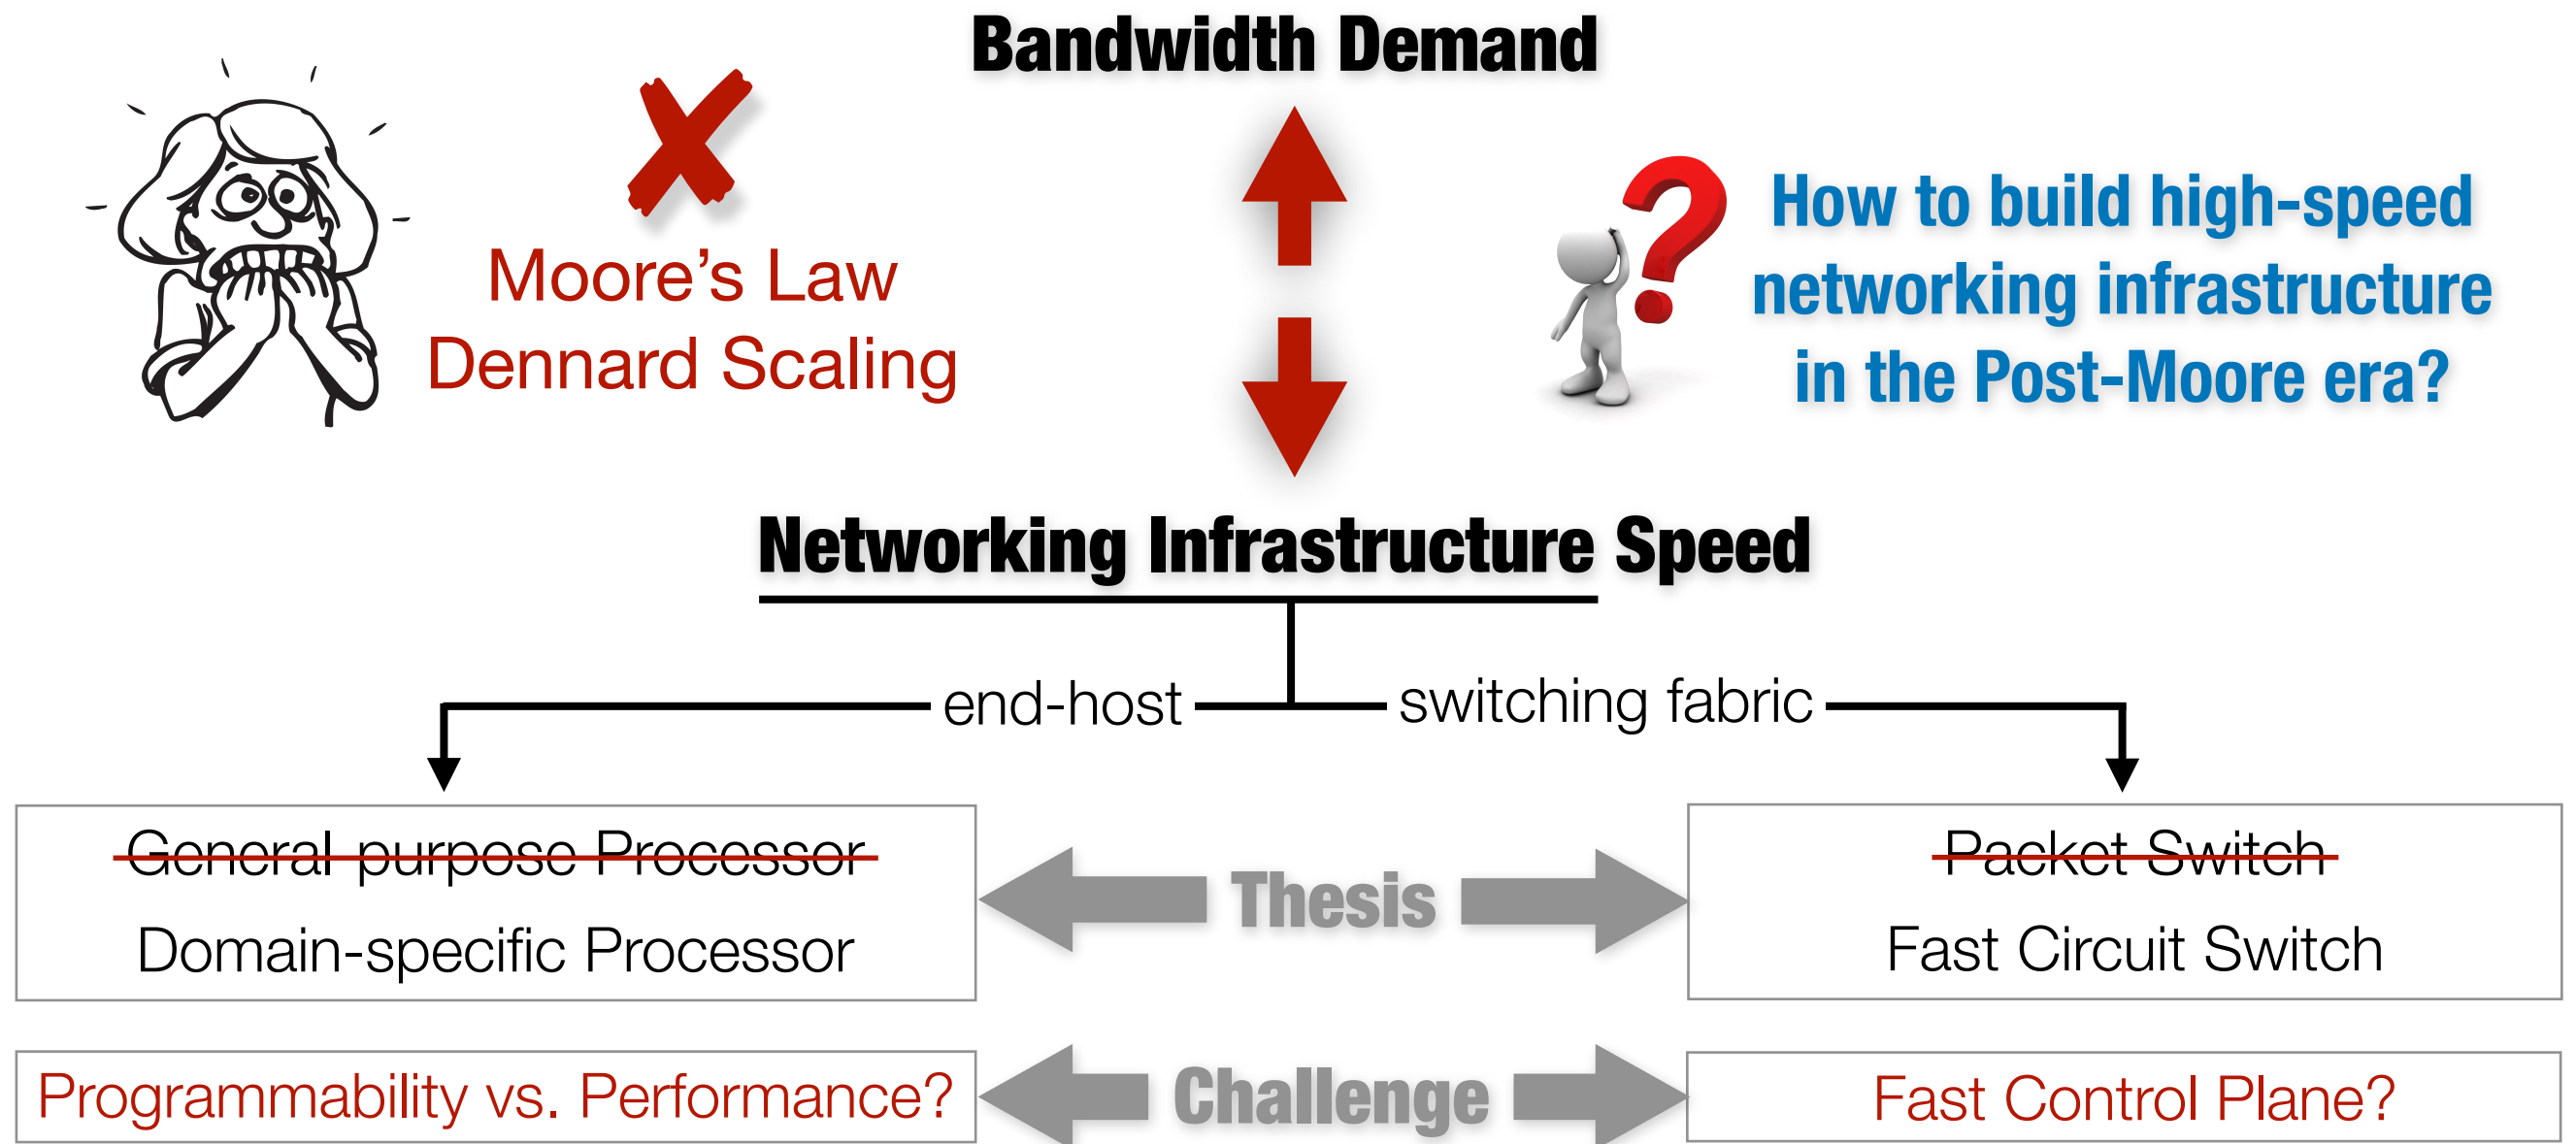 Bandwidth Demand
Moore's Law
Dennard Scaling
How to build high-speed
networking infrastructure
in the Post-Moore era?
Networking Infrastructure Speed
end-host
switching fabric
General-purpose Processor
Domain-specific Processor
Thesis
Packet Switch
Fast Circuit Switch
Programmability vs. Performance?
Challenge
Fast Control Plane?